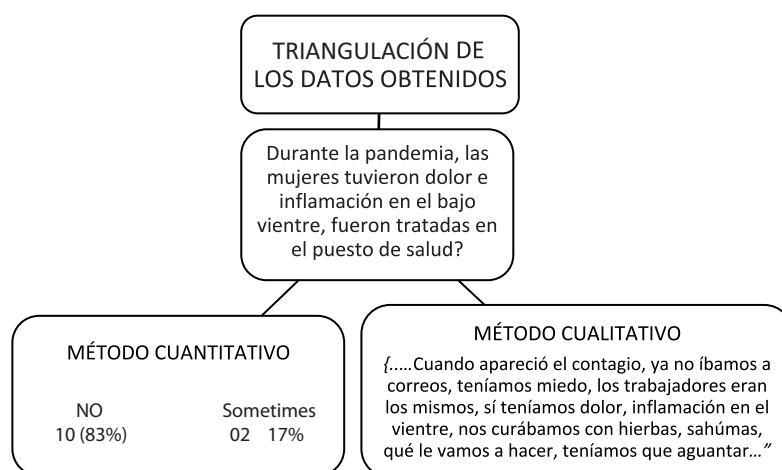 TRIANGULACIÓN DE
LOS DATOS OBTENIDOS
Durante la pandemia, las
mujeres tuvieron dolor e
inflamación en el bajo
vientre, fueron tratadas en
el puesto de salud?
MÉTODO CUANTITATIVO
NO Sometimes
10 (83%) 02 17%
MÉTODO CUALITATIVO
{.....Cuando apareció el contagio, ya no íbamos a
correos, teníamos miedo, los trabajadores eran
los mismos, sí teníamos dolor, inflamación en el
vientre, nos curábamos con hierbas, sahúmas,
qué le vamos a hacer, teníamos que aguantar...”